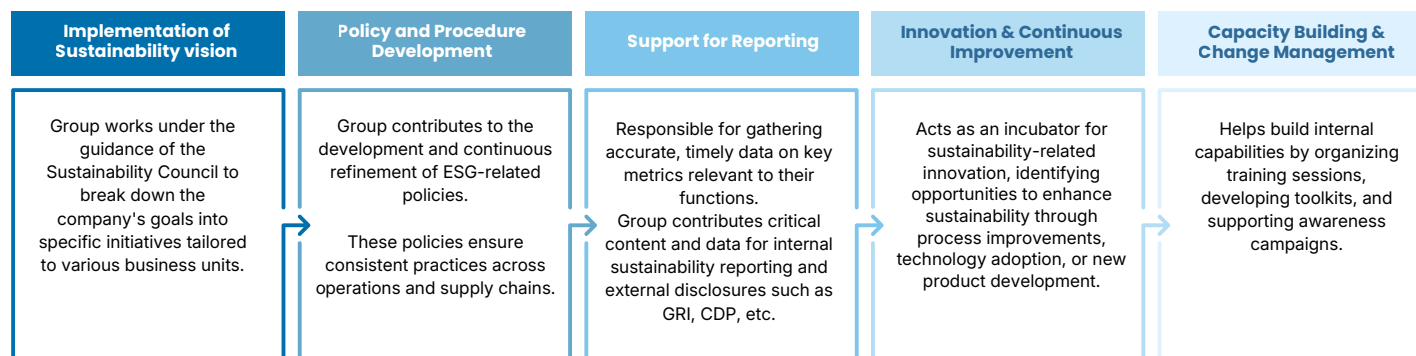 Implementation of
Sustainability vision
Group works under the
guidance of the
Sustainability Council to
break down the
company's goals into
specific initiatives tailored
to various business units.
Policy and Procedure
Development
Group contributes to the
development and continuous
refinement of ESG-related
policies.
These policies ensure
consistent practices across
operations and supply chains.
Support for Reporting
Responsible for gathering
accurate, timely data on key
metrics relevant to their
functions.
Group contributes critical
content and data for internal
sustainability reporting and
external disclosures such as
GRI, CDP, etc.
Innovation & Continuous
Improvement
Acts as an incubator for
sustainability-related
innovation, identifying
opportunities to enhance
sustainability through
process improvements,
technology adoption, or new
product development.
Capacity Building &
Change Management
Helps build internal
capabilities by organizing
training sessions,
developing toolkits, and
supporting awareness
campaigns.